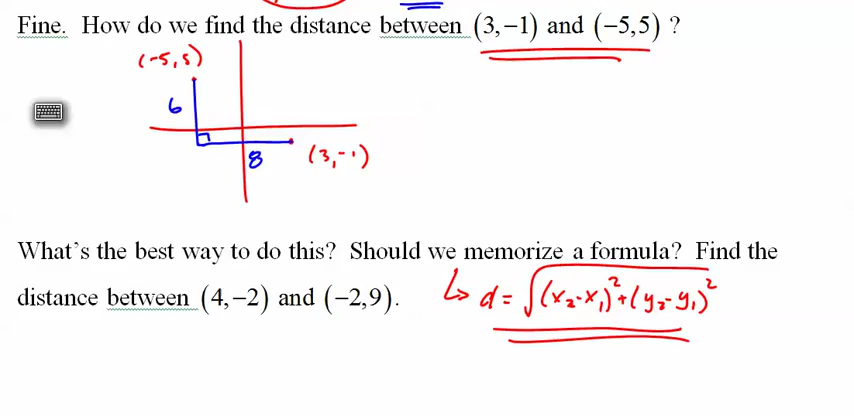 Fine. How do we find the distance between (3,−1) and (−5,5) ?
(-5,5)
6
8
(3,-1)
What's the best way to do this? Should we memorize a formula? Find the
distance between (4,−2) and (−2,9). ↳ d = √(x₂-x₁)²+(y₂-y₁)²